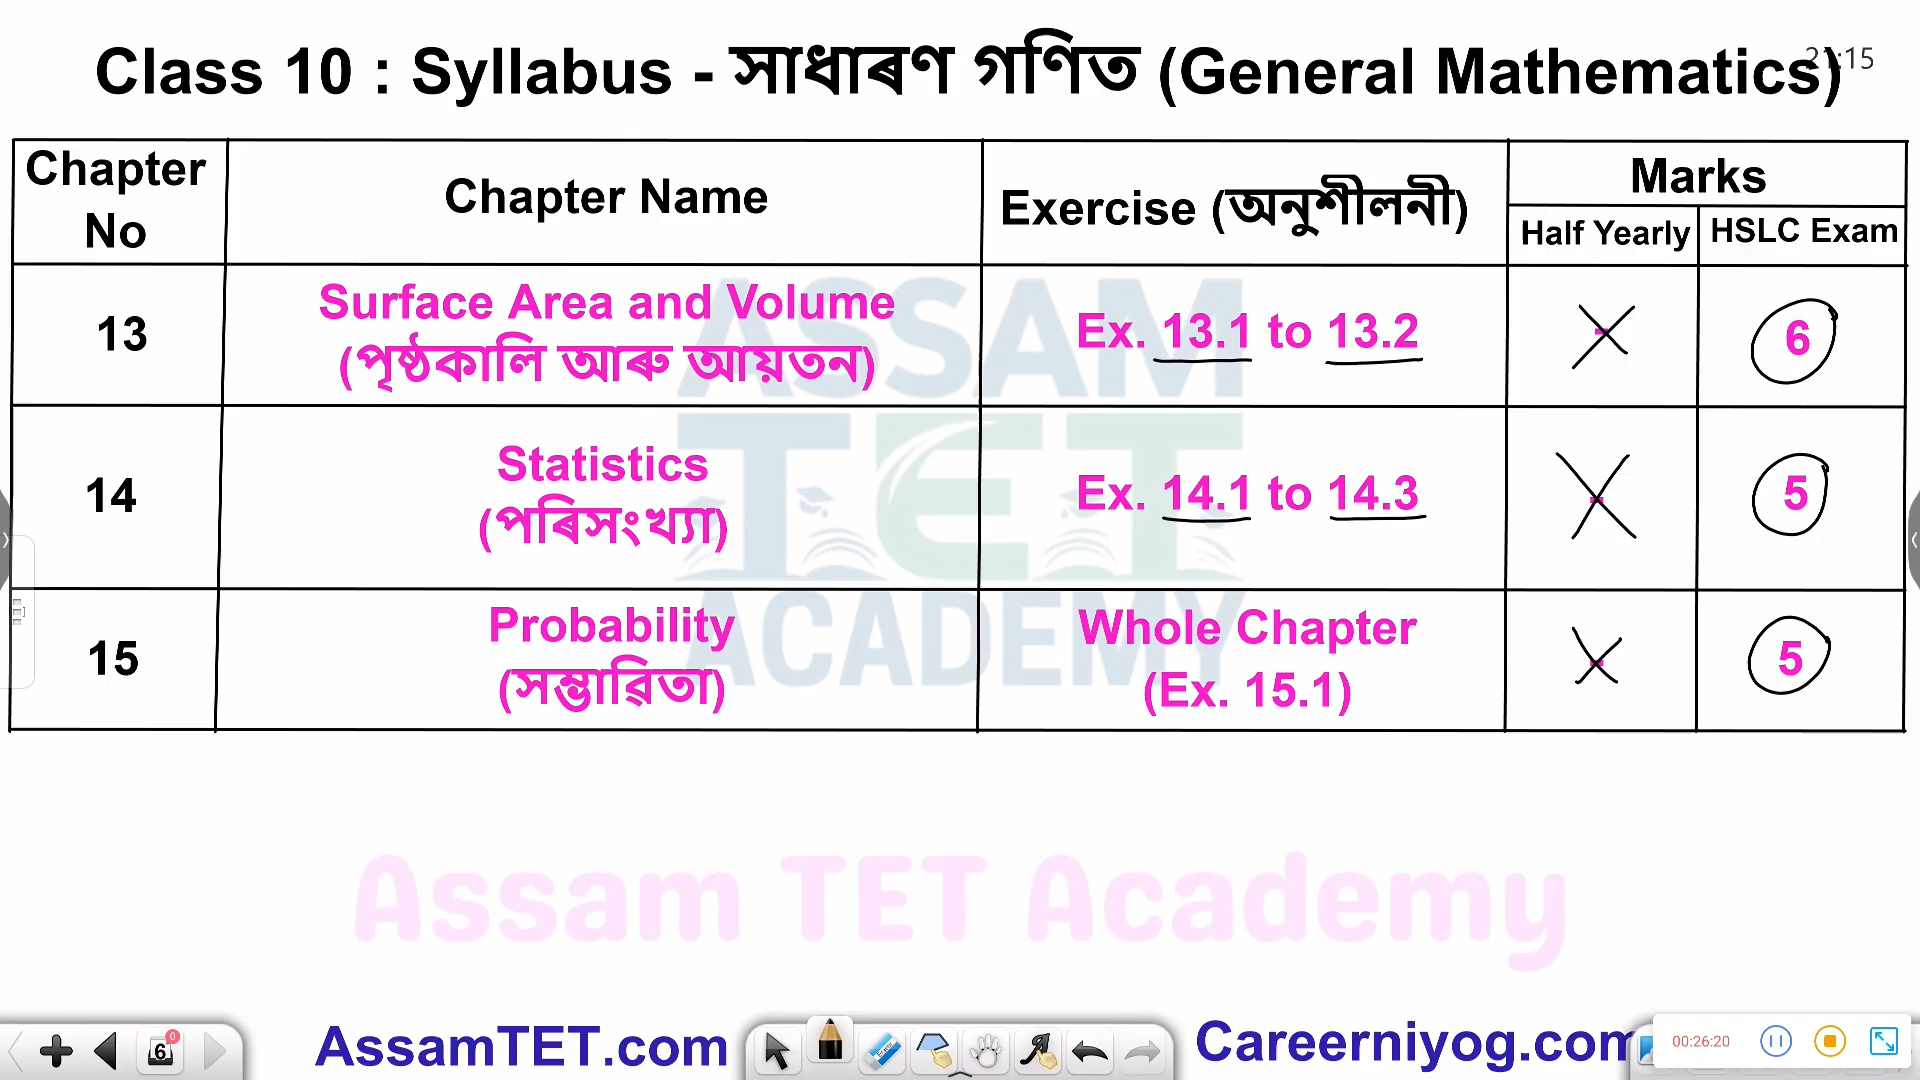 Class 10 : Syllabus - সাধাৰণ গণিত (General Mathematics)
21:15
Chapter No
Chapter Name
Exercise (অনুশীলনী)
Marks
Half Yearly
HSLC Exam
13
Surface Area and Volume
(পৃষ্ঠকালি আৰু আয়তন)
Ex. 13.1 to 13.2
6
14
Statistics
(পৰিসংখ্যা)
Ex. 14.1 to 14.3
5
15
Probability
(সম্ভাৱিতা)
Whole Chapter
(Ex. 15.1)
5
ASSAM
TET
ACADEMY
Assam TET Academy
6
0
AssamTET.com
Eraser
Careerniyog.com
00:26:20